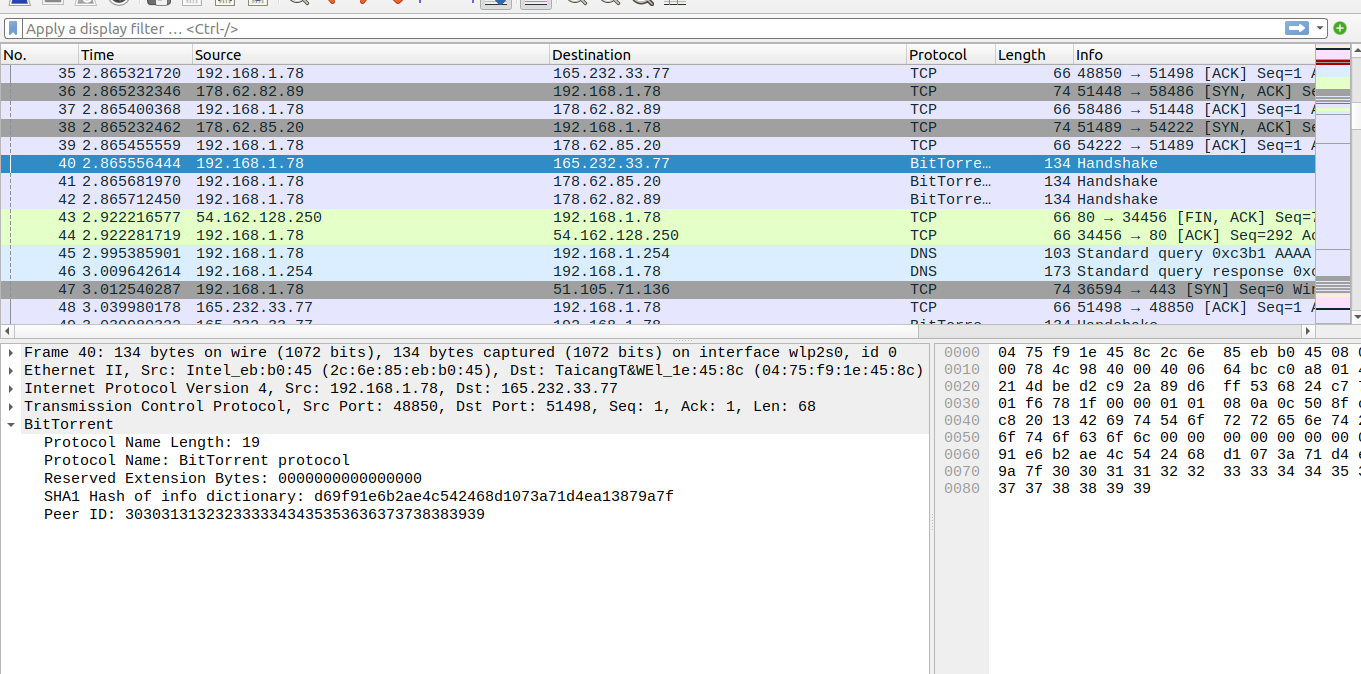 Apply a display filter … <Ctrl-/>
No. Time Source Destination Protocol Length Info
35 2.865321720 192.168.1.78 165.232.33.77 TCP 66 48850 → 51498 [ACK] Seq=1
36 2.865232346 178.62.82.89 192.168.1.78 TCP 74 51448 → 58486 [SYN, ACK] Se
37 2.865400368 192.168.1.78 178.62.82.89 TCP 66 58486 → 51448 [ACK] Seq=1
38 2.865232462 178.62.85.20 192.168.1.78 TCP 74 51489 → 54222 [SYN, ACK] Se
39 2.865455559 192.168.1.78 178.62.85.20 TCP 66 54222 → 51489 [ACK] Seq=1
40 2.865556444 192.168.1.78 165.232.33.77 BitTorre… 134 Handshake
41 2.865681970 192.168.1.78 178.62.85.20 BitTorre… 134 Handshake
42 2.865712450 192.168.1.78 178.62.82.89 BitTorre… 134 Handshake
43 2.922216577 54.162.128.250 192.168.1.78 TCP 66 80 → 34456 [FIN, ACK] Seq=
44 2.922281719 192.168.1.78 54.162.128.250 TCP 66 34456 → 80 [ACK] Seq=292 Ac
45 2.995385901 192.168.1.78 192.168.1.254 DNS 103 Standard query 0xc3b1 AAAA
46 3.009642614 192.168.1.254 192.168.1.78 DNS 173 Standard query response 0xc
47 3.012540287 192.168.1.78 51.105.71.136 TCP 74 36594 → 443 [SYN] Seq=0 Wi
48 3.039980178 165.232.33.77 192.168.1.78 TCP 66 51498 → 48850 [ACK] Seq=1
Frame 40: 134 bytes on wire (1072 bits), 134 bytes captured (1072 bits) on interface wlp2s0, id 0
Ethernet II, Src: Intel_eb:b0:45 (2c:6e:85:eb:b0:45), Dst: TaicangT&WEl_1e:45:8c (04:75:f9:1e:45:8c)
Internet Protocol Version 4, Src: 192.168.1.78, Dst: 165.232.33.77
Transmission Control Protocol, Src Port: 48850, Dst Port: 51498, Seq: 1, Ack: 1, Len: 68
BitTorrent
Protocol Name Length: 19
Protocol Name: BitTorrent protocol
Reserved Extension Bytes: 0000000000000000
SHA1 Hash of info dictionary: d69f91e6b2ae4c542468d1073a71d4ea13879a7f
Peer ID: 3030313132323333343435353636373738383939
0000 04 75 f9 1e 45 8c 2c 6e 85 eb b0 45 08
0010 00 78 4c 98 40 00 40 06 64 bc c0 a8 01
0020 21 4d be d2 c9 2a 89 d6 ff 53 68 24 c7
0030 01 f6 78 1f 00 00 01 01 08 0a 0c 50 8f
0040 c8 20 13 42 69 74 54 6f 72 72 65 6e 74
0050 6f 74 6f 63 6f 6c 00 00 00 00 00 00 00
0060 91 e6 b2 ae 4c 54 24 68 d1 07 3a 71 d4
0070 9a 7f 30 30 31 31 32 32 33 33 34 34 35
0080 37 37 38 38 39 39